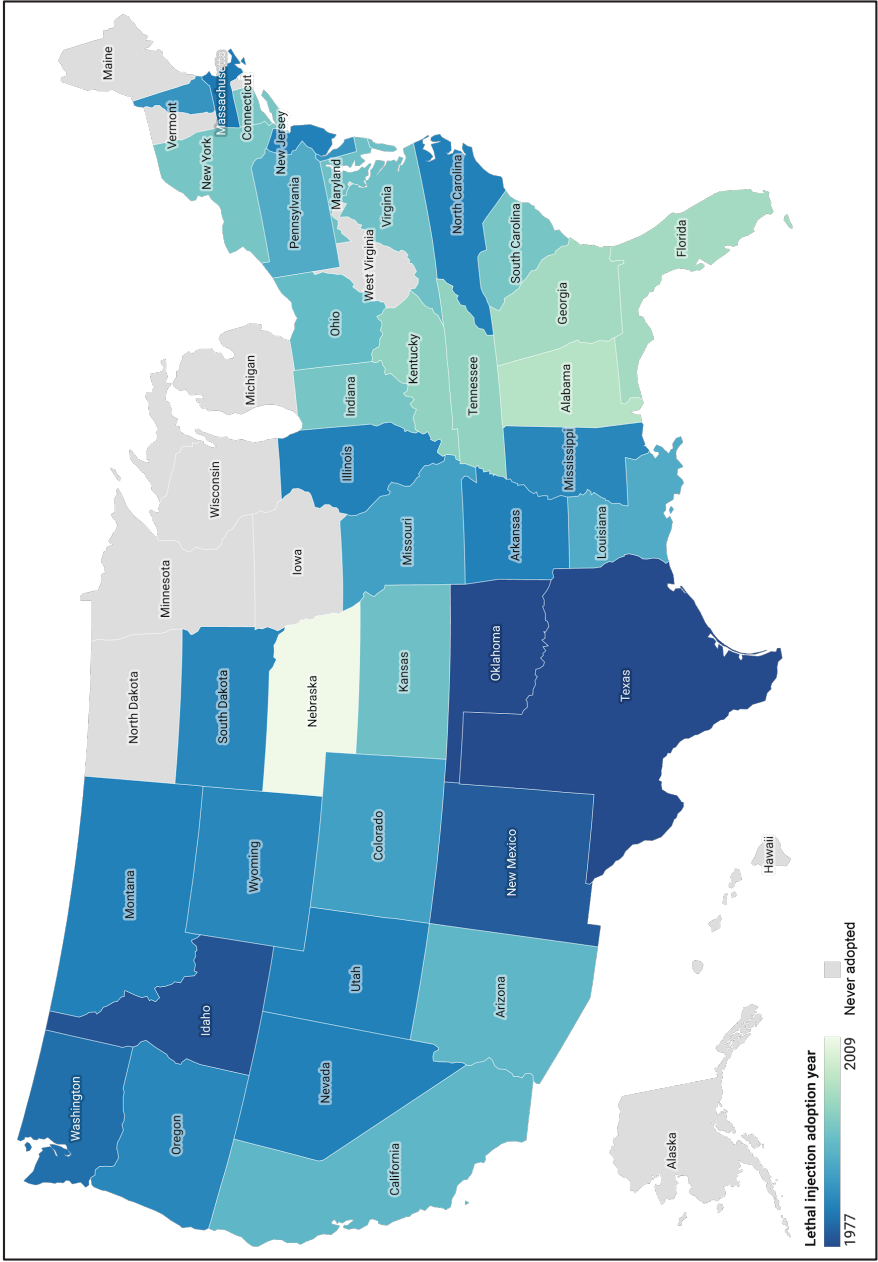 Maine
Vermont
Massachusetts
New York
Connecticut
New Jersey
Pennsylvania
Maryland
Virginia
West Virginia
North Carolina
South Carolina
Ohio
Michigan
Indiana
Kentucky
Tennessee
Georgia
Florida
Alabama
Wisconsin
Illinois
Mississippi
Minnesota
Iowa
Missouri
Arkansas
Louisiana
North Dakota
South Dakota
Nebraska
Kansas
Oklahoma
Texas
Montana
Wyoming
Colorado
New Mexico
Idaho
Utah
Arizona
Washington
Oregon
Nevada
California
Alaska
Hawaii
Lethal injection adoption year
1977
2009
Never adopted